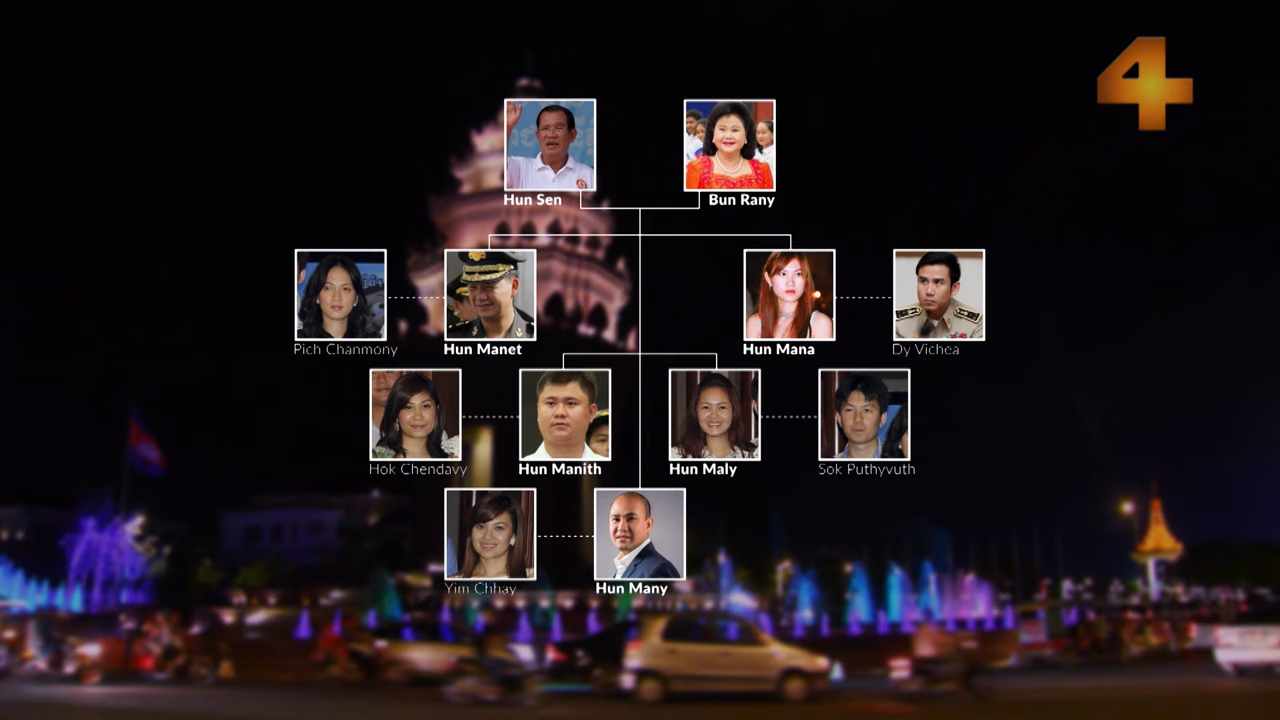 4
Hun Sen
Bun Rany
Pich Chanmony
Hun Manet
Hun Mana
Dy Vichea
Hok Chendavy
Hun Manith
Hun Maly
Sok Puthyvuth
Yim Chhay
Hun Many